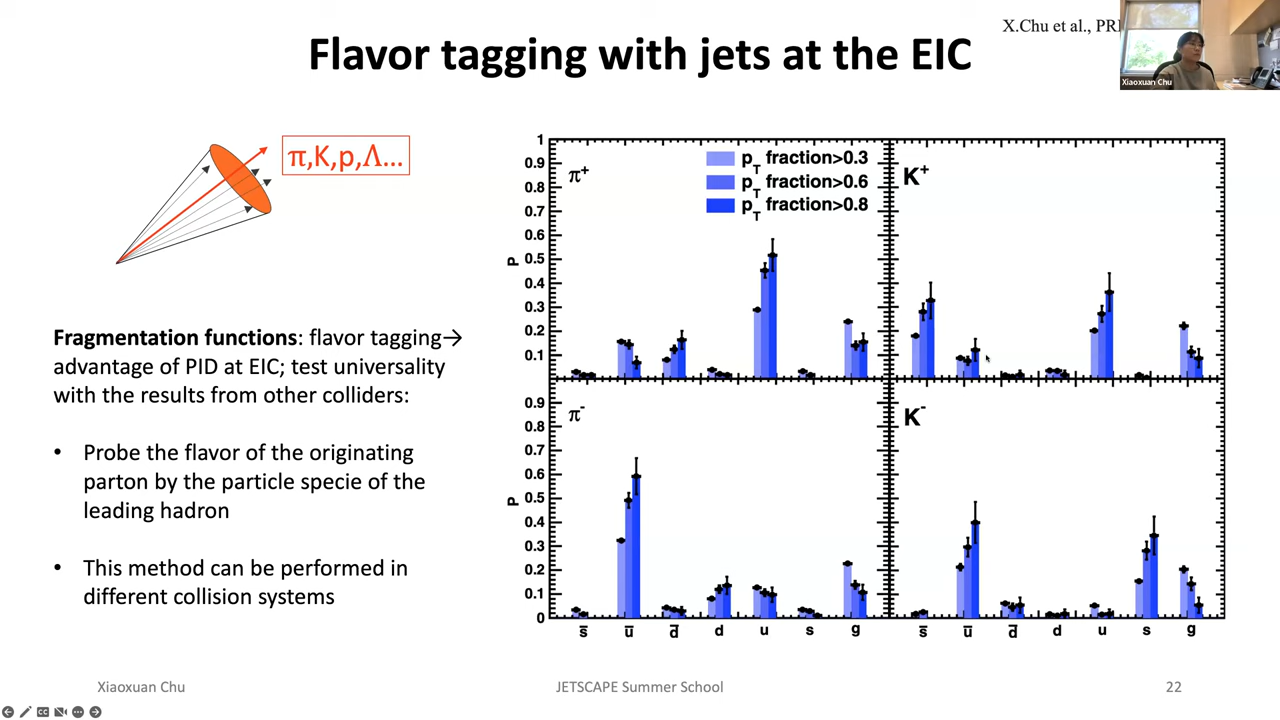 X.Chu et al., PR
Xiaoxuan Chu
Flavor tagging with jets at the EIC
π,K,p,Λ...
Fragmentation functions: flavor tagging→
advantage of PID at EIC; test universality
with the results from other colliders:
• Probe the flavor of the originating
parton by the particle specie of the
leading hadron
• This method can be performed in
different collision systems
1
0.9
0.8
0.7
0.6
0.5
0.4
0.3
0.2
0.1
P
π⁺
p_T fraction>0.3
p_T fraction>0.6
p_T fraction>0.8
K⁺
0.9
0.8
0.7
0.6
0.5
0.4
0.3
0.2
0.1
0
P
π⁻
K⁻
s̅ u̅ d̅ d u s g s̅ u̅ d̅ d u s g
Xiaoxuan Chu
JETSCAPE Summer School
22